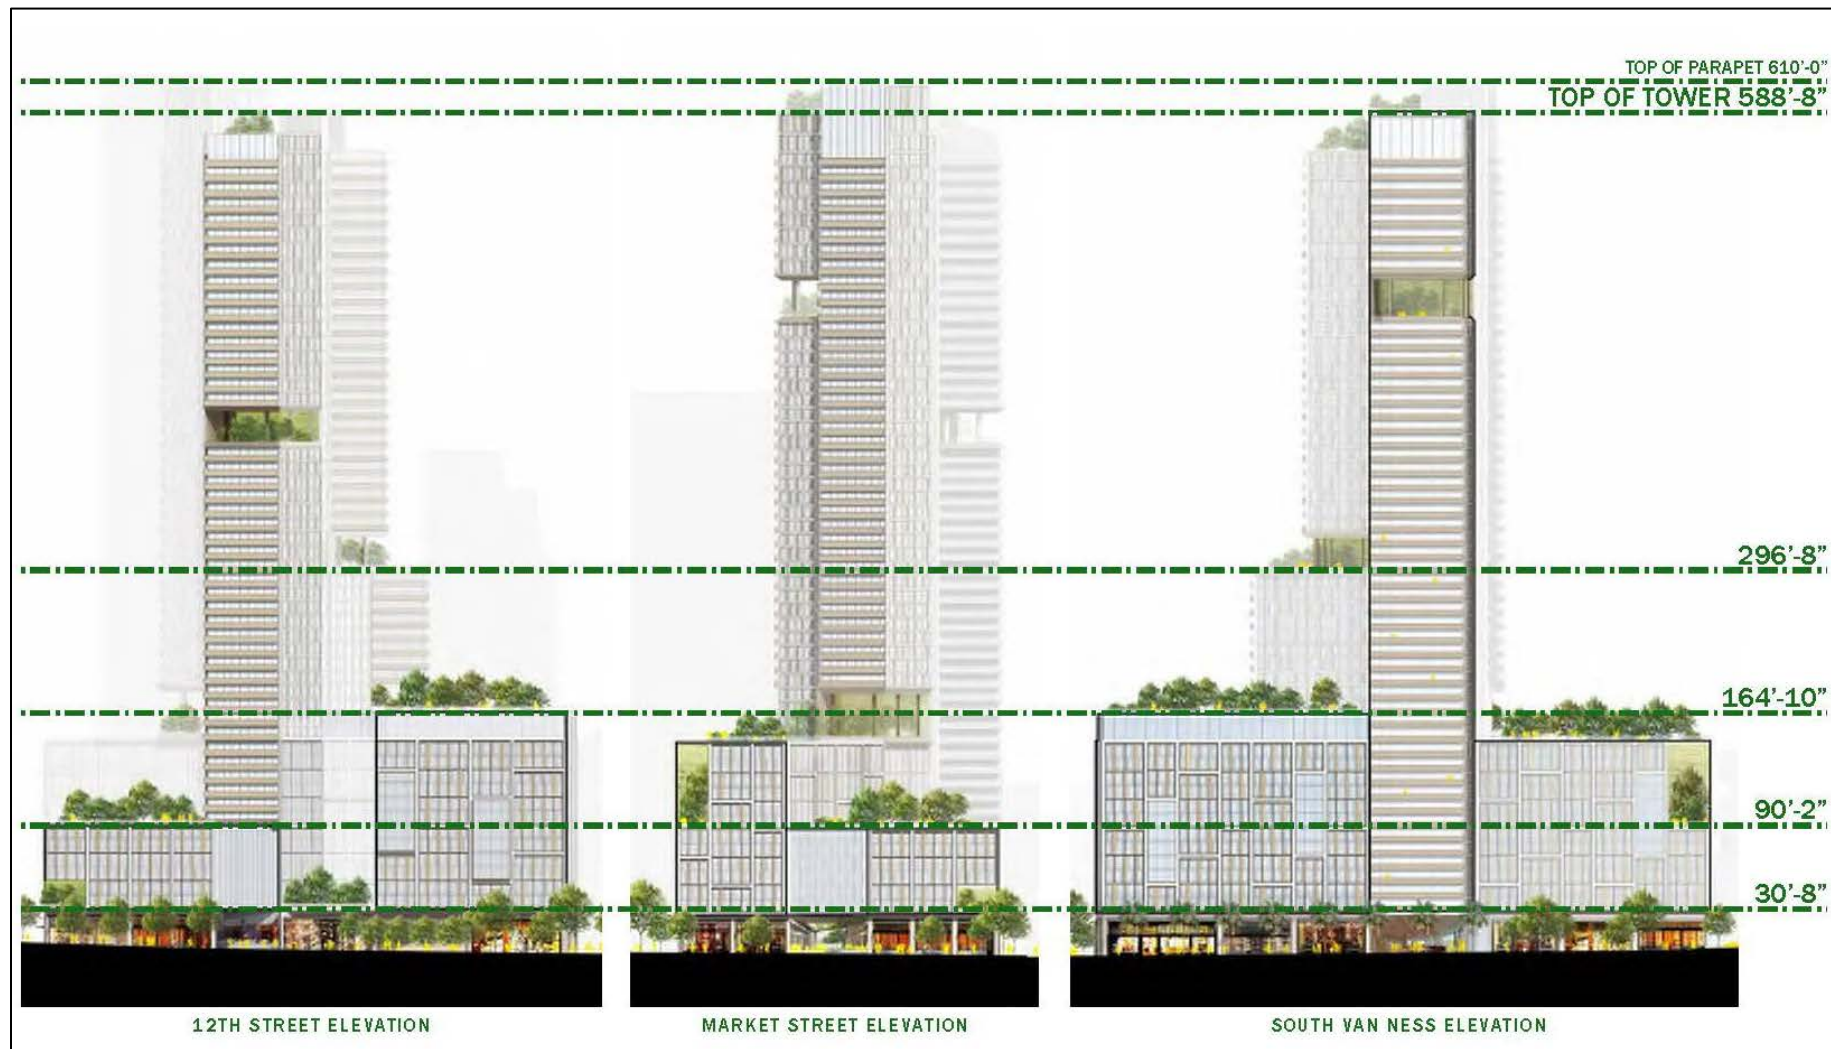 TOP OF PARAPET 610'-0"
TOP OF TOWER 588'-8"
296'-8"
164'-10"
90'-2"
30'-8"
12TH STREET ELEVATION
MARKET STREET ELEVATION
SOUTH VAN NESS ELEVATION